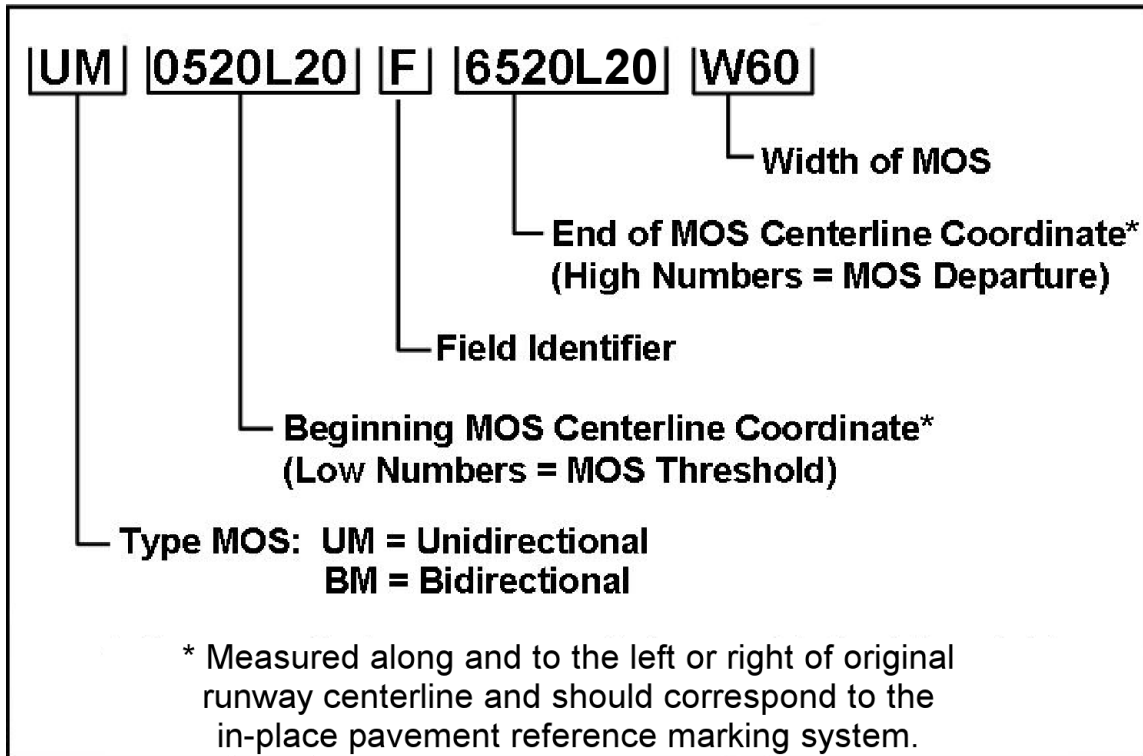 UM 0520L20 F 6520L20 W60
Width of MOS
End of MOS Centerline Coordinate*
(High Numbers = MOS Departure)
Field Identifier
Beginning MOS Centerline Coordinate*
(Low Numbers = MOS Threshold)
Type MOS: UM = Unidirectional
BM = Bidirectional
* Measured along and to the left or right of original
runway centerline and should correspond to the
in-place pavement reference marking system.